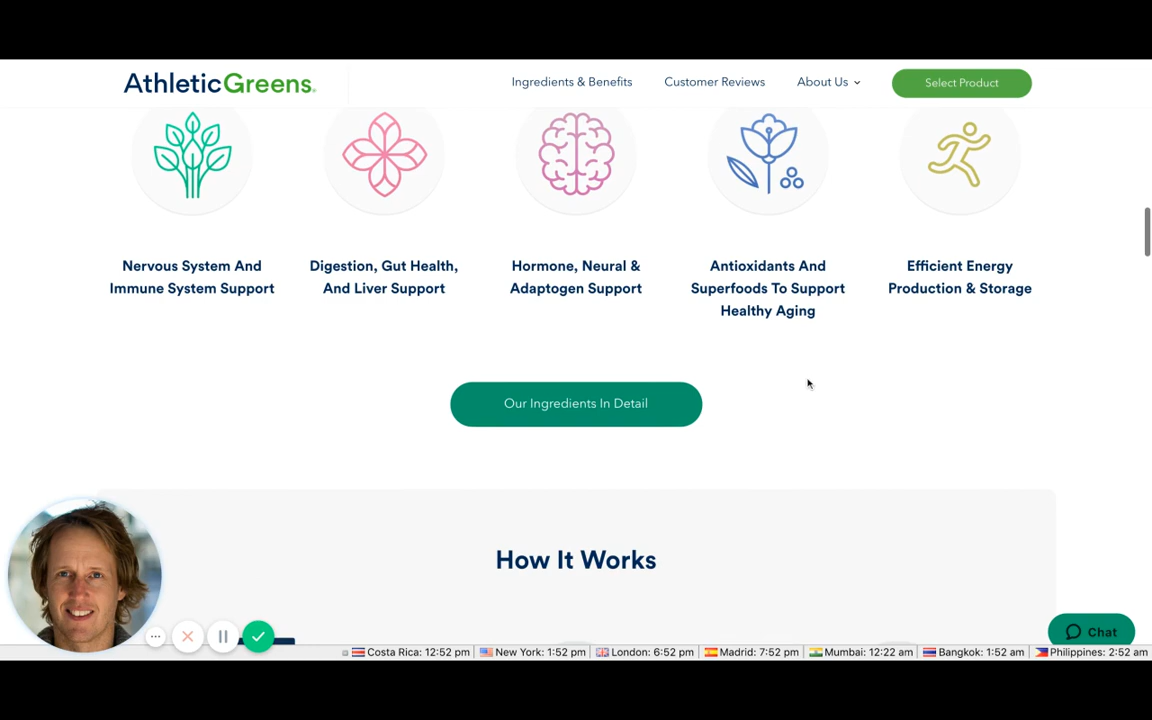 AthleticGreens.
Ingredients & Benefits
Customer Reviews
About Us
Select Product
Nervous System And
Immune System Support
Digestion, Gut Health,
And Liver Support
Hormone, Neural &
Adaptogen Support
Antioxidants And
Superfoods To Support
Healthy Aging
Efficient Energy
Production & Storage
Our Ingredients In Detail
How It Works
Chat
Costa Rica: 12:52 pm
New York: 1:52 pm
London: 6:52 pm
Madrid: 7:52 pm
Mumbai: 12:22 am
Bangkok: 1:52 am
Philippines: 2:52 am